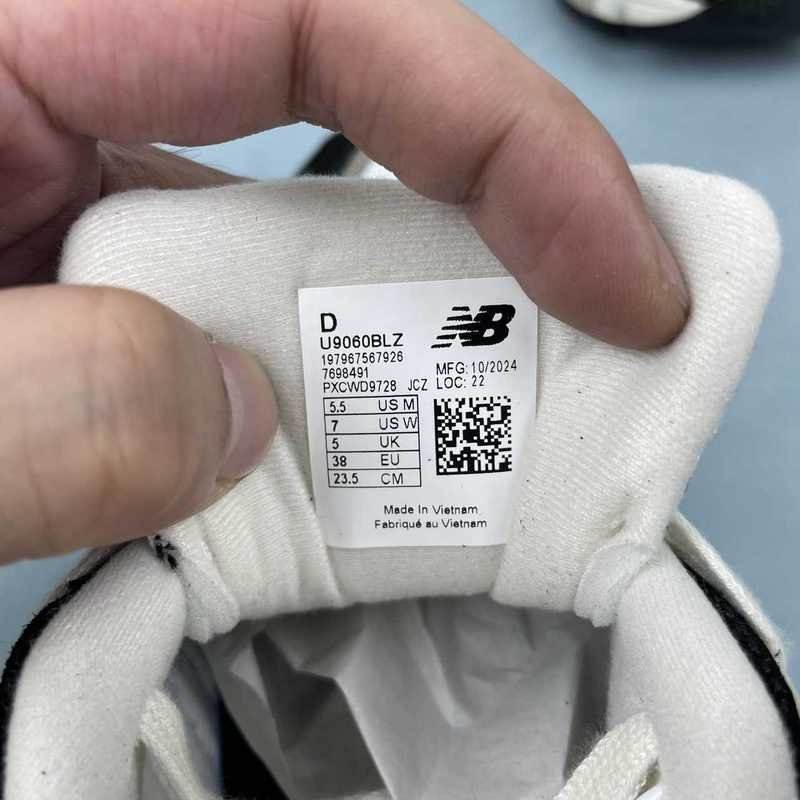 D
NB
U9060BLZ
197967567926
7698491
PXCWD9728 JCZ
MFG: 10/2024
LOC: 22
5.5 US M
7 US W
5 UK
38 EU
23.5 CM
Made In Vietnam
Fabriqué au Vietnam